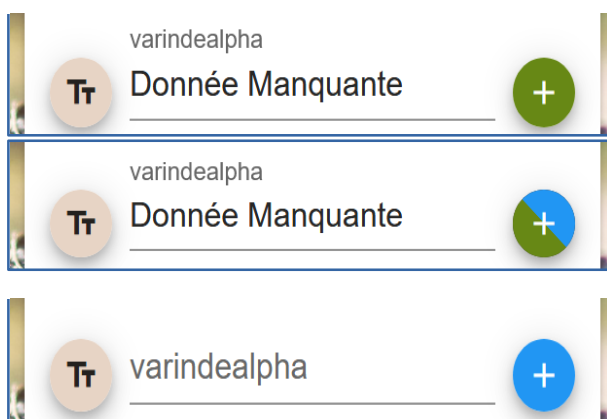 varindealpha
Tт Donnée Manquante +
varindealpha
Tт Donnée Manquante +
Tт varindealpha +